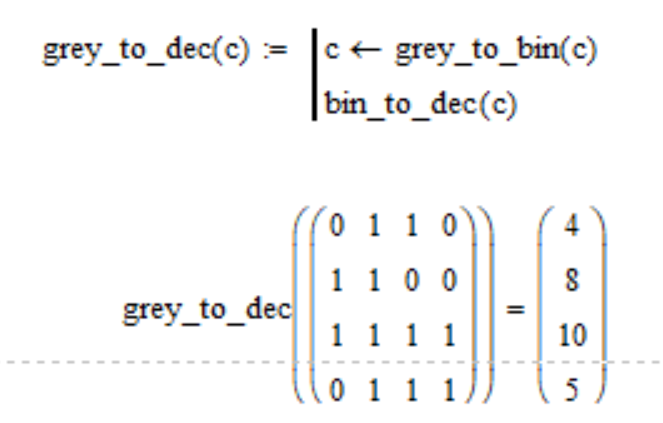 grey_to_dec(c) := c ← grey_to_bin(c)
bin_to_dec(c)
0 1 1 0 4
1 1 0 0 8
grey_to_dec =
1 1 1 1 10
0 1 1 1 5